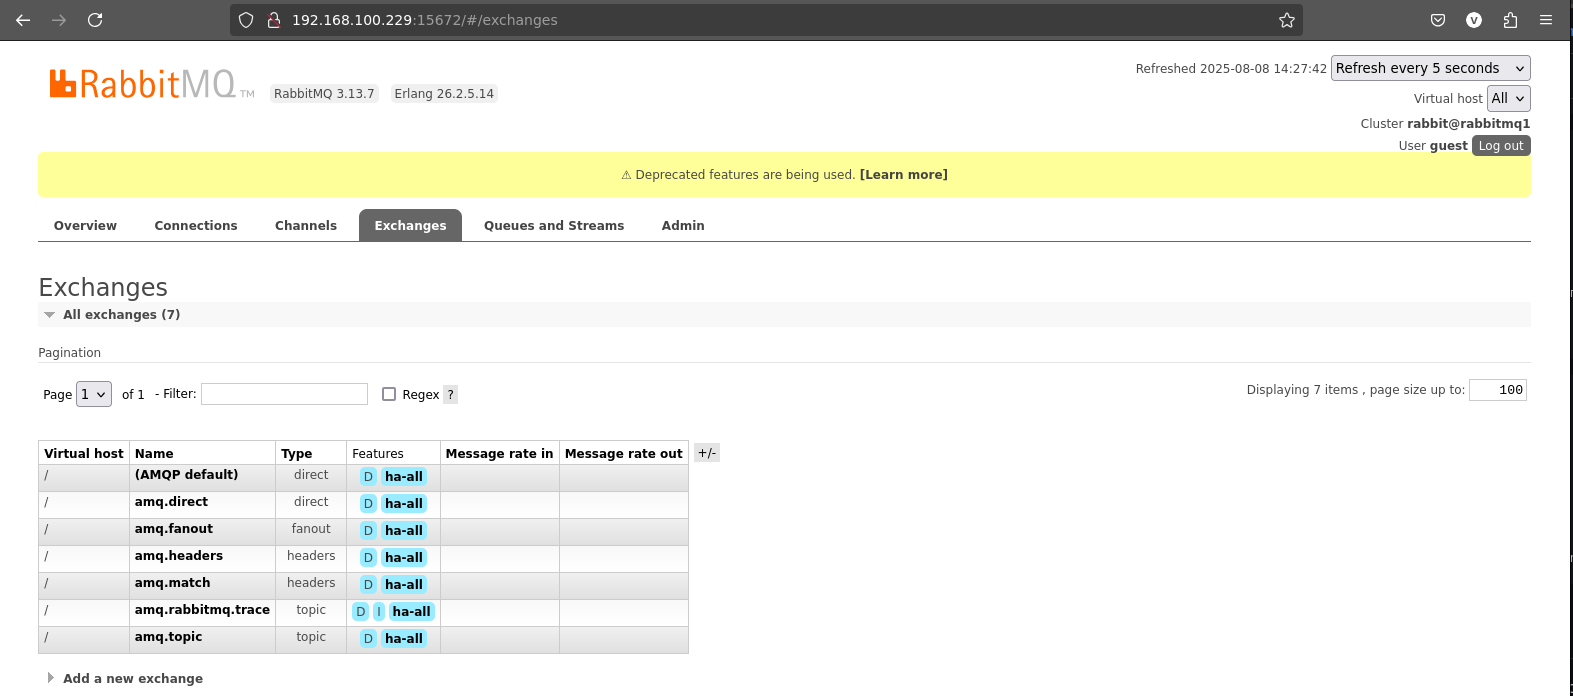 192.168.100.229:15672/#/exchanges
V
RabbitMQ TM
RabbitMQ 3.13.7 Erlang 26.2.5.14
Refreshed 2025-08-08 14:27:42 Refresh every 5 seconds
Virtual host All
Cluster rabbit@rabbitmq1
User guest Log out
⚠ Deprecated features are being used. [Learn more]
Overview Connections Channels Exchanges Queues and Streams Admin
Exchanges
All exchanges (7)
Pagination
Page 1 of 1 - Filter: Regex ? Displaying 7 items , page size up to: 100
Virtual host Name Type Features Message rate in Message rate out +/-
/ (AMQP default) direct D ha-all
/ amq.direct direct D ha-all
/ amq.fanout fanout D ha-all
/ amq.headers headers D ha-all
/ amq.match headers D ha-all
/ amq.rabbitmq.trace topic D I ha-all
/ amq.topic topic D ha-all
Add a new exchange